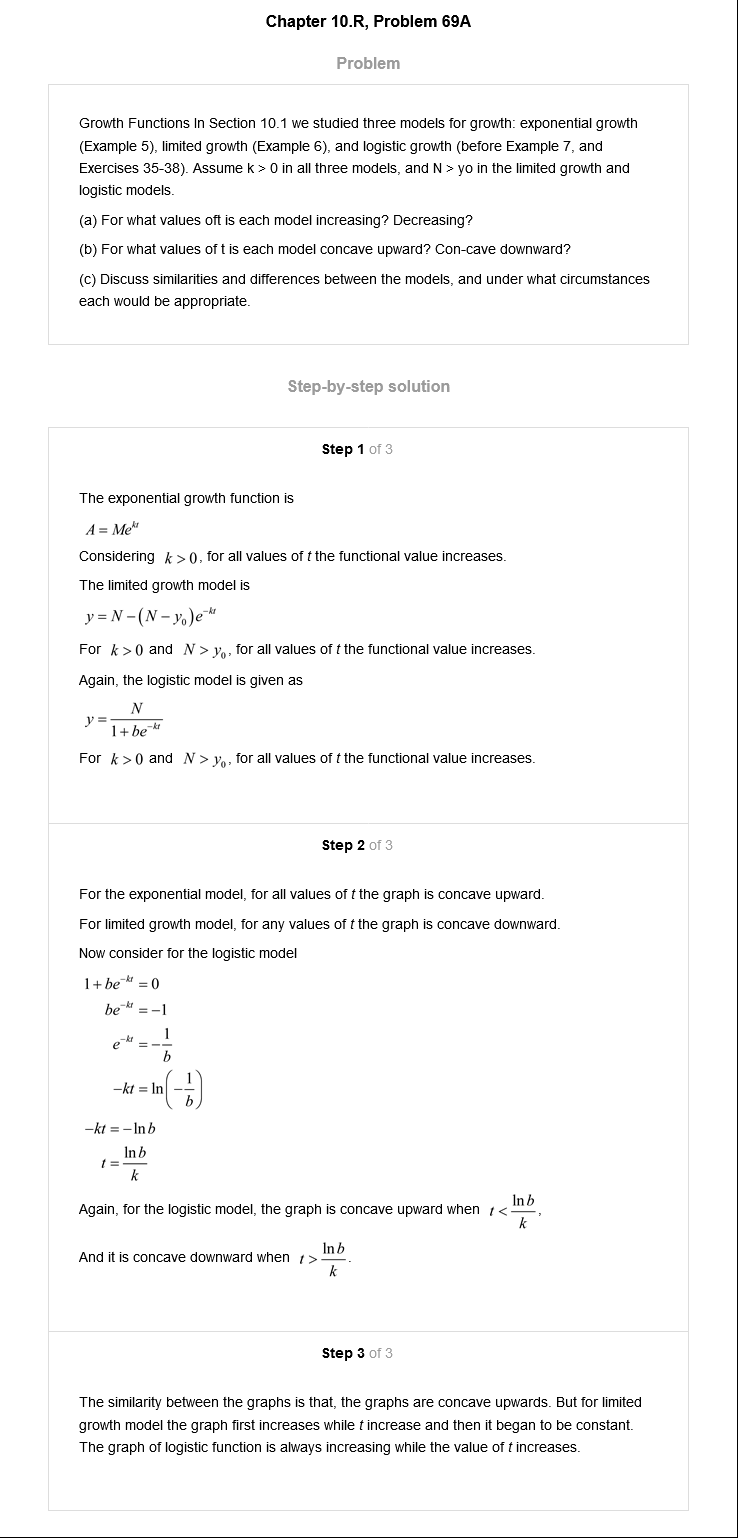 Chapter 10.R, Problem 69A
Problem
Growth Functions In Section 10.1 we studied three models for growth: exponential growth
(Example 5), limited growth (Example 6), and logistic growth (before Example 7, and
Exercises 35-38). Assume k > 0 in all three models, and N > yo in the limited growth and
logistic models.
(a) For what values oft is each model increasing? Decreasing?
(b) For what values of t is each model concave upward? Con-cave downward?
(c) Discuss similarities and differences between the models, and under what circumstances
each would be appropriate.
Step-by-step solution
Step 1 of 3
The exponential growth function is
A = Me^{kt}
Considering k > 0, for all values of t the functional value increases.
The limited growth model is
y = N − (N − y₀)e^{−kt}
For k > 0 and N > y₀, for all values of t the functional value increases.
Again, the logistic model is given as
y = \frac{N}{1 + be^{−kt}}
For k > 0 and N > y₀, for all values of t the functional value increases.
Step 2 of 3
For the exponential model, for all values of t the graph is concave upward.
For limited growth model, for any values of t the graph is concave downward.
Now consider for the logistic model
1 + be^{−kt} = 0
be^{−kt} = −1
e^{−kt} = −\frac{1}{b}
−kt = ln(−\frac{1}{b})
−kt = −ln b
t = \frac{ln b}{k}
Again, for the logistic model, the graph is concave upward when t < \frac{ln b}{k},
And it is concave downward when t > \frac{ln b}{k}.
Step 3 of 3
The similarity between the graphs is that, the graphs are concave upwards. But for limited
growth model the graph first increases while t increase and then it began to be constant.
The graph of logistic function is always increasing while the value of t increases.